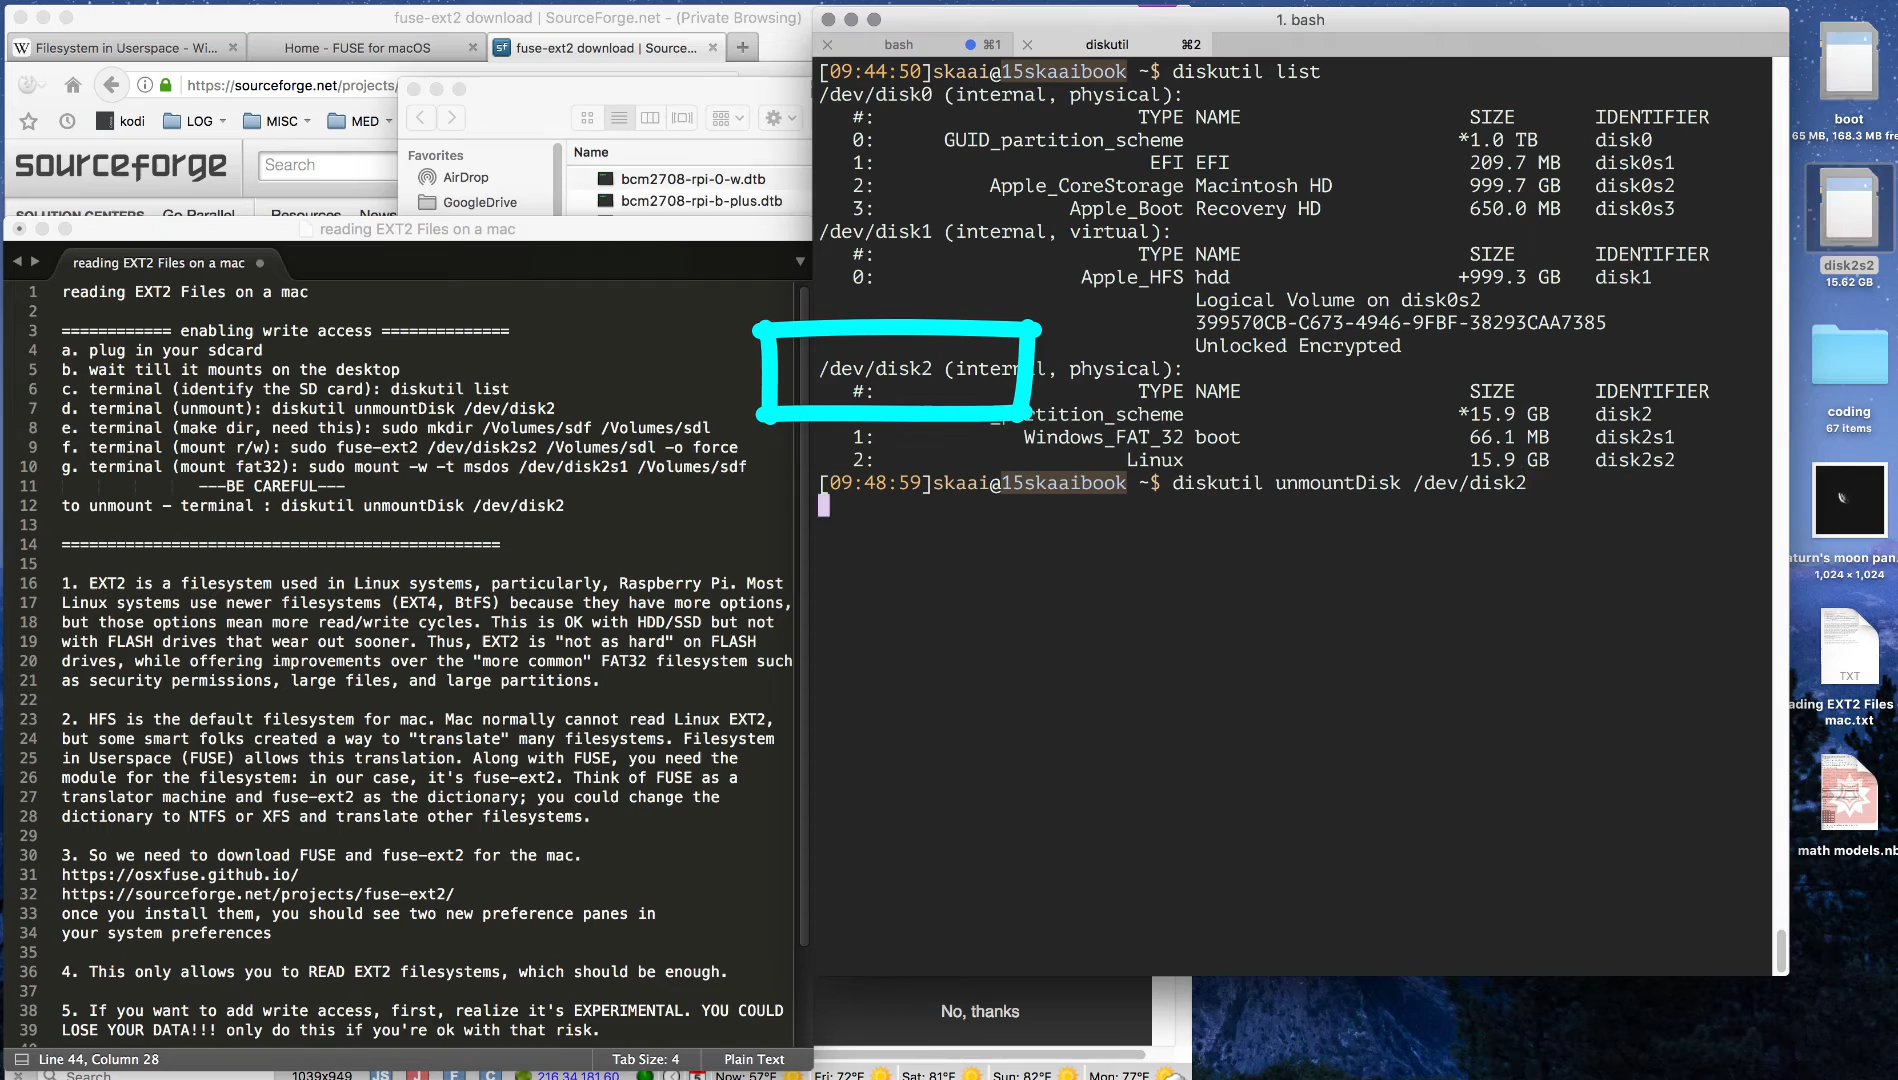 fuse-ext2 download | SourceForge.net - (Private Browsing)
Filesystem in Userspace - Wi...
Home - FUSE for macOS
fuse-ext2 download | Source...
https://sourceforge.net/projects/
kodi
LOG
MISC
MED
sourceforge
Search
SOLUTION CENTERS Go Parallel Resources News
Favorites
AirDrop
GoogleDrive
Name
bcm2708-rpi-0-w.dtb
bcm2708-rpi-b-plus.dtb
reading EXT2 Files on a mac
reading EXT2 Files on a mac
1 reading EXT2 Files on a mac
2
3 ============ enabling write access ==============
4 a. plug in your sdcard
5 b. wait till it mounts on the desktop
6 c. terminal (identify the SD card): diskutil list
7 d. terminal (unmount): diskutil unmountDisk /dev/disk2
8 e. terminal (make dir, need this): sudo mkdir /Volumes/sdf /Volumes/sdl
9 f. terminal (mount r/w): sudo fuse-ext2 /dev/disk2s2 /Volumes/sdl -o force
10 g. terminal (mount fat32): sudo mount -w -t msdos /dev/disk2s1 /Volumes/sdf
11 ---BE CAREFUL---
12 to unmount - terminal : diskutil unmountDisk /dev/disk2
13
14 ================================================
15
16 1. EXT2 is a filesystem used in Linux systems, particularly, Raspberry Pi. Most
17 Linux systems use newer filesystems (EXT4, BtFS) because they have more options,
18 but those options mean more read/write cycles. This is OK with HDD/SSD but not
19 with FLASH drives that wear out sooner. Thus, EXT2 is "not as hard" on FLASH
20 drives, while offering improvements over the "more common" FAT32 filesystem such
21 as security permissions, large files, and large partitions.
22
23 2. HFS is the default filesystem for mac. Mac normally cannot read Linux EXT2,
24 but some smart folks created a way to "translate" many filesystems. Filesystem
25 in Userspace (FUSE) allows this translation. Along with FUSE, you need the
26 module for the filesystem: in our case, it's fuse-ext2. Think of FUSE as a
27 translator machine and fuse-ext2 as the dictionary; you could change the
28 dictionary to NTFS or XFS and translate other filesystems.
29
30 3. So we need to download FUSE and fuse-ext2 for the mac.
31 https://osxfuse.github.io/
32 https://sourceforge.net/projects/fuse-ext2/
33 once you install them, you should see two new preference panes in
34 your system preferences
35
36 4. This only allows you to READ EXT2 filesystems, which should be enough.
37
38 5. If you want to add write access, first, realize it's EXPERIMENTAL. YOU COULD
39 LOSE YOUR DATA!!! only do this if you're ok with that risk.
Line 44, Column 28
Tab Size: 4
Plain Text
Search
1039x949
216.34.181.60
Now: 57°F
Fri: 72°F
Sat: 81°F
Sun: 82°F
Mon: 77°F
1. bash
bash ⌘1
diskutil ⌘2
[09:44:50]skaai@15skaaibook ~$ diskutil list
/dev/disk0 (internal, physical):
#: TYPE NAME SIZE IDENTIFIER
0: GUID_partition_scheme *1.0 TB disk0
1: EFI EFI 209.7 MB disk0s1
2: Apple_CoreStorage Macintosh HD 999.7 GB disk0s2
3: Apple_Boot Recovery HD 650.0 MB disk0s3
/dev/disk1 (internal, virtual):
#: TYPE NAME SIZE IDENTIFIER
0: Apple_HFS hdd +999.3 GB disk1
Logical Volume on disk0s2
399570CB-C673-4946-9FBF-38293CAA7385
Unlocked Encrypted
/dev/disk2 (internal, physical):
#: TYPE NAME SIZE IDENTIFIER
partition_scheme *15.9 GB disk2
1: Windows_FAT_32 boot 66.1 MB disk2s1
2: Linux 15.9 GB disk2s2
[09:48:59]skaai@15skaaibook ~$ diskutil unmountDisk /dev/disk2
No, thanks
boot
65 MB, 168.3 MB fre
disk2s2
15.62 GB
coding
67 items
aturn's moon pan.
1,024 × 1,024
TXT
ading EXT2 Files
mac.txt
math models.nb